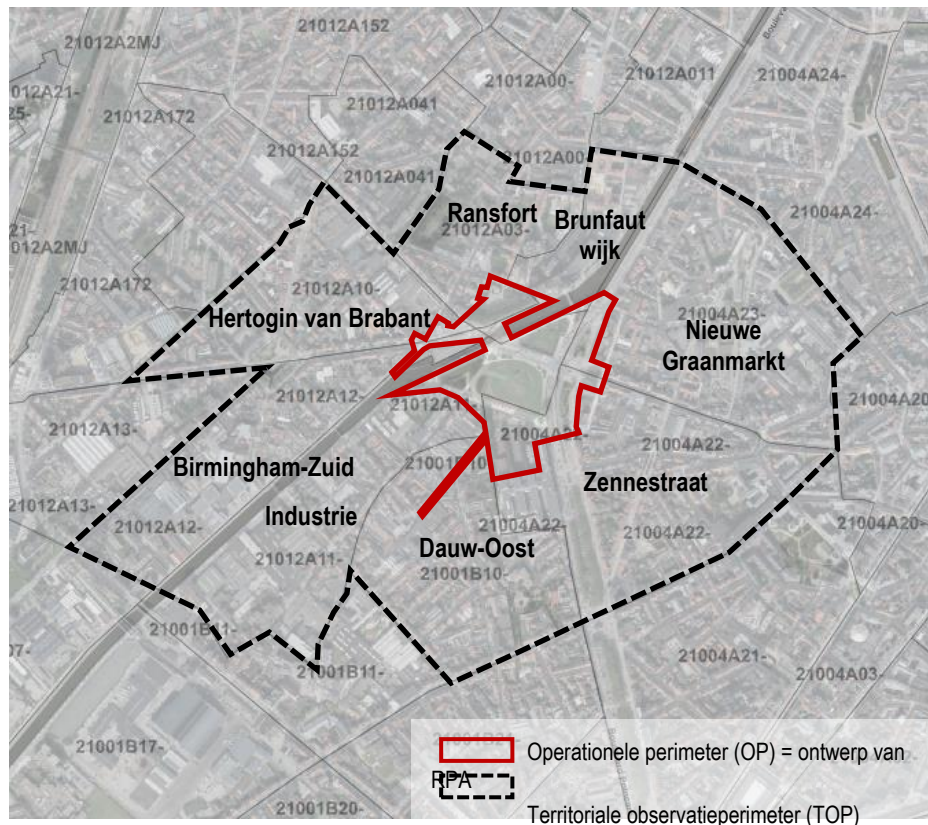 21012A152
21012A2MJ
21012A00-
21012A011
21004A24-
012A21-
25-
21012A172
21012A041
21012A152
21012A00-
21012A041
Ransfort
Brunfaut
wijk
21012A03-
21004A24-
21-
012A2MJ
21012A172
21012A10-
Hertogin van Brabant
21004A23-
Nieuwe
Graanmarkt
21012A12-
21012A11-
21004A20
21012A13-
21004A22-
21004A22-
Birmingham-Zuid
21001B10
Zennestraat
21012A13-
Industrie
21012A12-
21004A22-
21004A22-
21004A20-
Dauw-Oost
21012A11-
21001B10-
21001B11-
07-
21001B11-
21004A21-
21004A03-
21001B17-
Operationele perimeter (OP) = ontwerp van
RPA
21001B20-
Territoriale observatieperimeter (TOP)